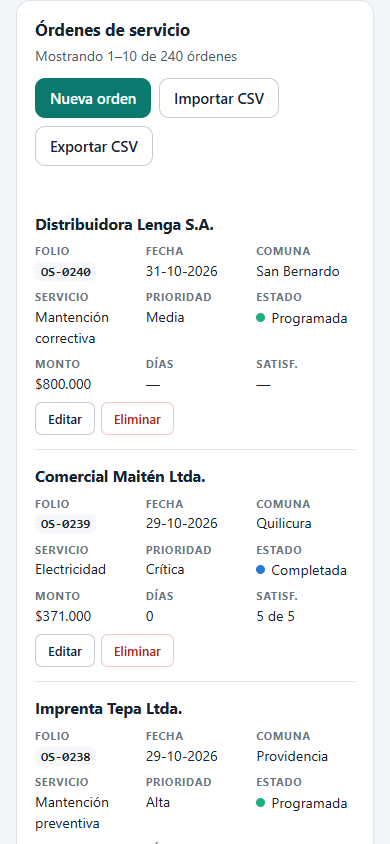 Órdenes de servicio
Mostrando 1–10 de 240 órdenes
Nueva orden Importar CSV
Exportar CSV
Distribuidora Lenga S.A.
FOLIO FECHA COMUNA
OS-0240 31-10-2026 San Bernardo
SERVICIO PRIORIDAD ESTADO
Mantención Media Programada
correctiva
MONTO DÍAS SATISF.
$800.000 — —
Editar Eliminar
Comercial Maitén Ltda.
FOLIO FECHA COMUNA
OS-0239 29-10-2026 Quilicura
SERVICIO PRIORIDAD ESTADO
Electricidad Crítica Completada
MONTO DÍAS SATISF.
$371.000 0 5 de 5
Editar Eliminar
Imprenta Tepa Ltda.
FOLIO FECHA COMUNA
OS-0238 29-10-2026 Providencia
SERVICIO PRIORIDAD ESTADO
Mantención Alta Programada
preventiva